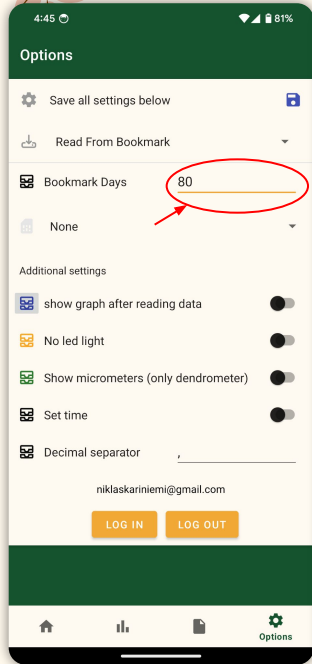 4:45 81%
Options
Save all settings below
Read From Bookmark
Bookmark Days 80
None
Additional settings
show graph after reading data
No led light
Show micrometers (only dendrometer)
Set time
Decimal separator ,
niklaskariniemi@gmail.com
LOG IN LOG OUT
Options